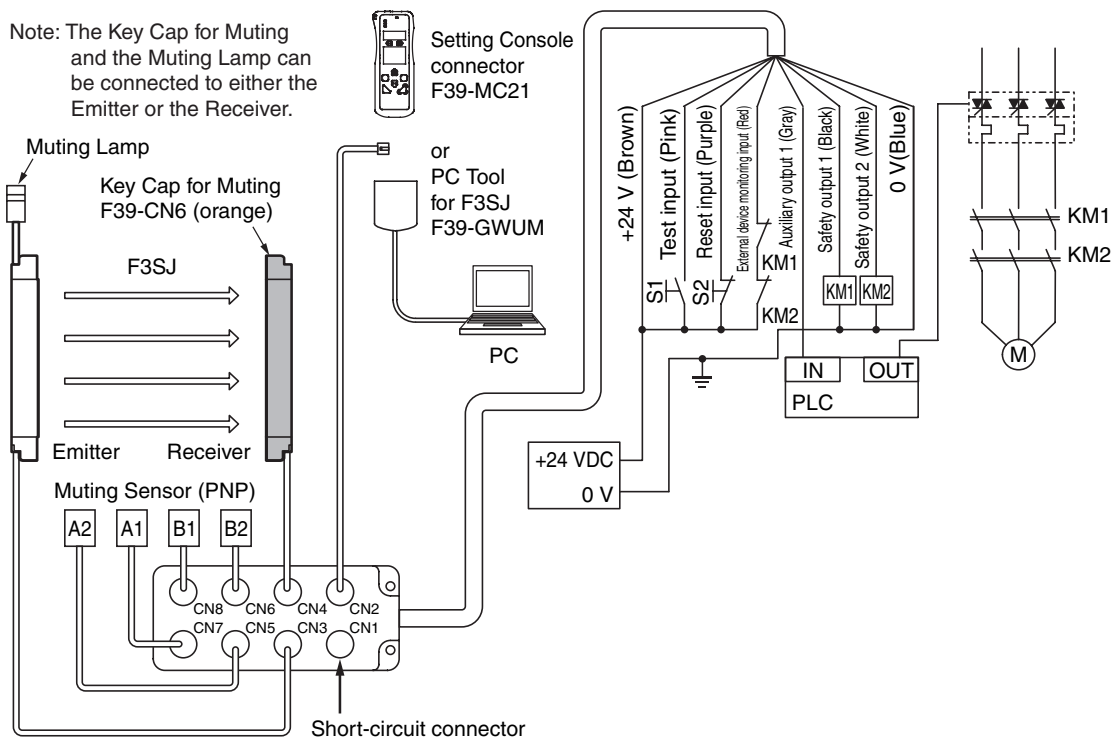 Note: The Key Cap for Muting
and the Muting Lamp can
be connected to either the
Emitter or the Receiver.
Setting Console
connector
F39-MC21
Muting Lamp
Key Cap for Muting
F39-CN6 (orange)
or
PC Tool
for F3SJ
F39-GWUM
F3SJ
PC
Emitter
Receiver
Muting Sensor (PNP)
A2
A1
B1
B2
CN8
CN6
CN4
CN2
CN7
CN5
CN3
CN1
Short-circuit connector
+24 V (Brown)
Test input (Pink)
Reset input (Purple)
External device monitoring input (Red)
Auxiliary output 1 (Gray)
Safety output 1 (Black)
Safety output 2 (White)
0 V(Blue)
S1
S2
KM1
KM2
KM1
KM2
IN
OUT
PLC
+24 VDC
0 V
KM1
KM2
M